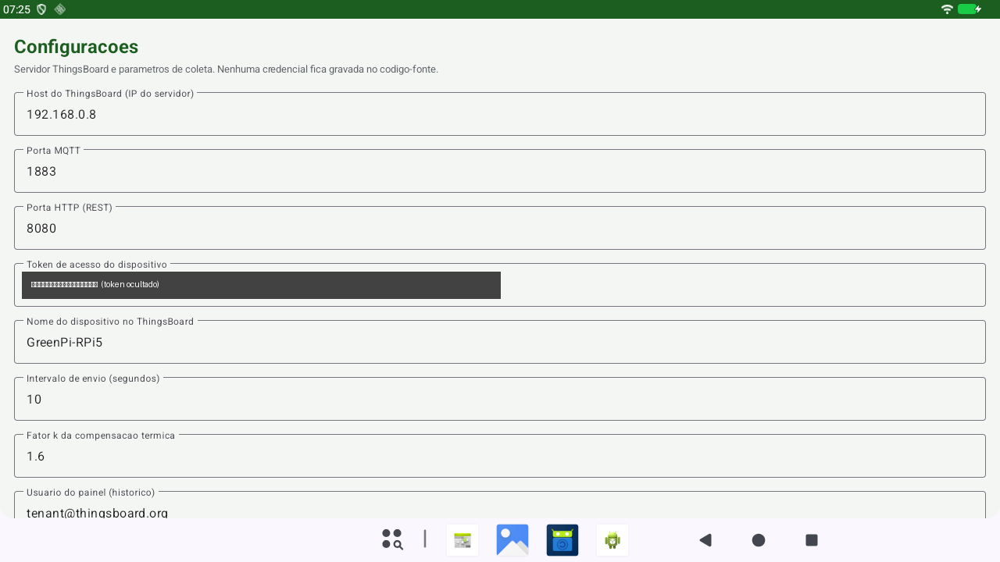 07:25
Configuracoes
Servidor ThingsBoard e parametros de coleta. Nenhuma credencial fica gravada no codigo-fonte.
Host do ThingsBoard (IP do servidor)
192.168.0.8
Porta MQTT
1883
Porta HTTP (REST)
8080
Token de acesso do dispositivo
(token ocultado)
Nome do dispositivo no ThingsBoard
GreenPi-RPi5
Intervalo de envio (segundos)
10
Fator k da compensacao termica
1.6
Usuario do painel (historico)
tenant@thingsboard.org